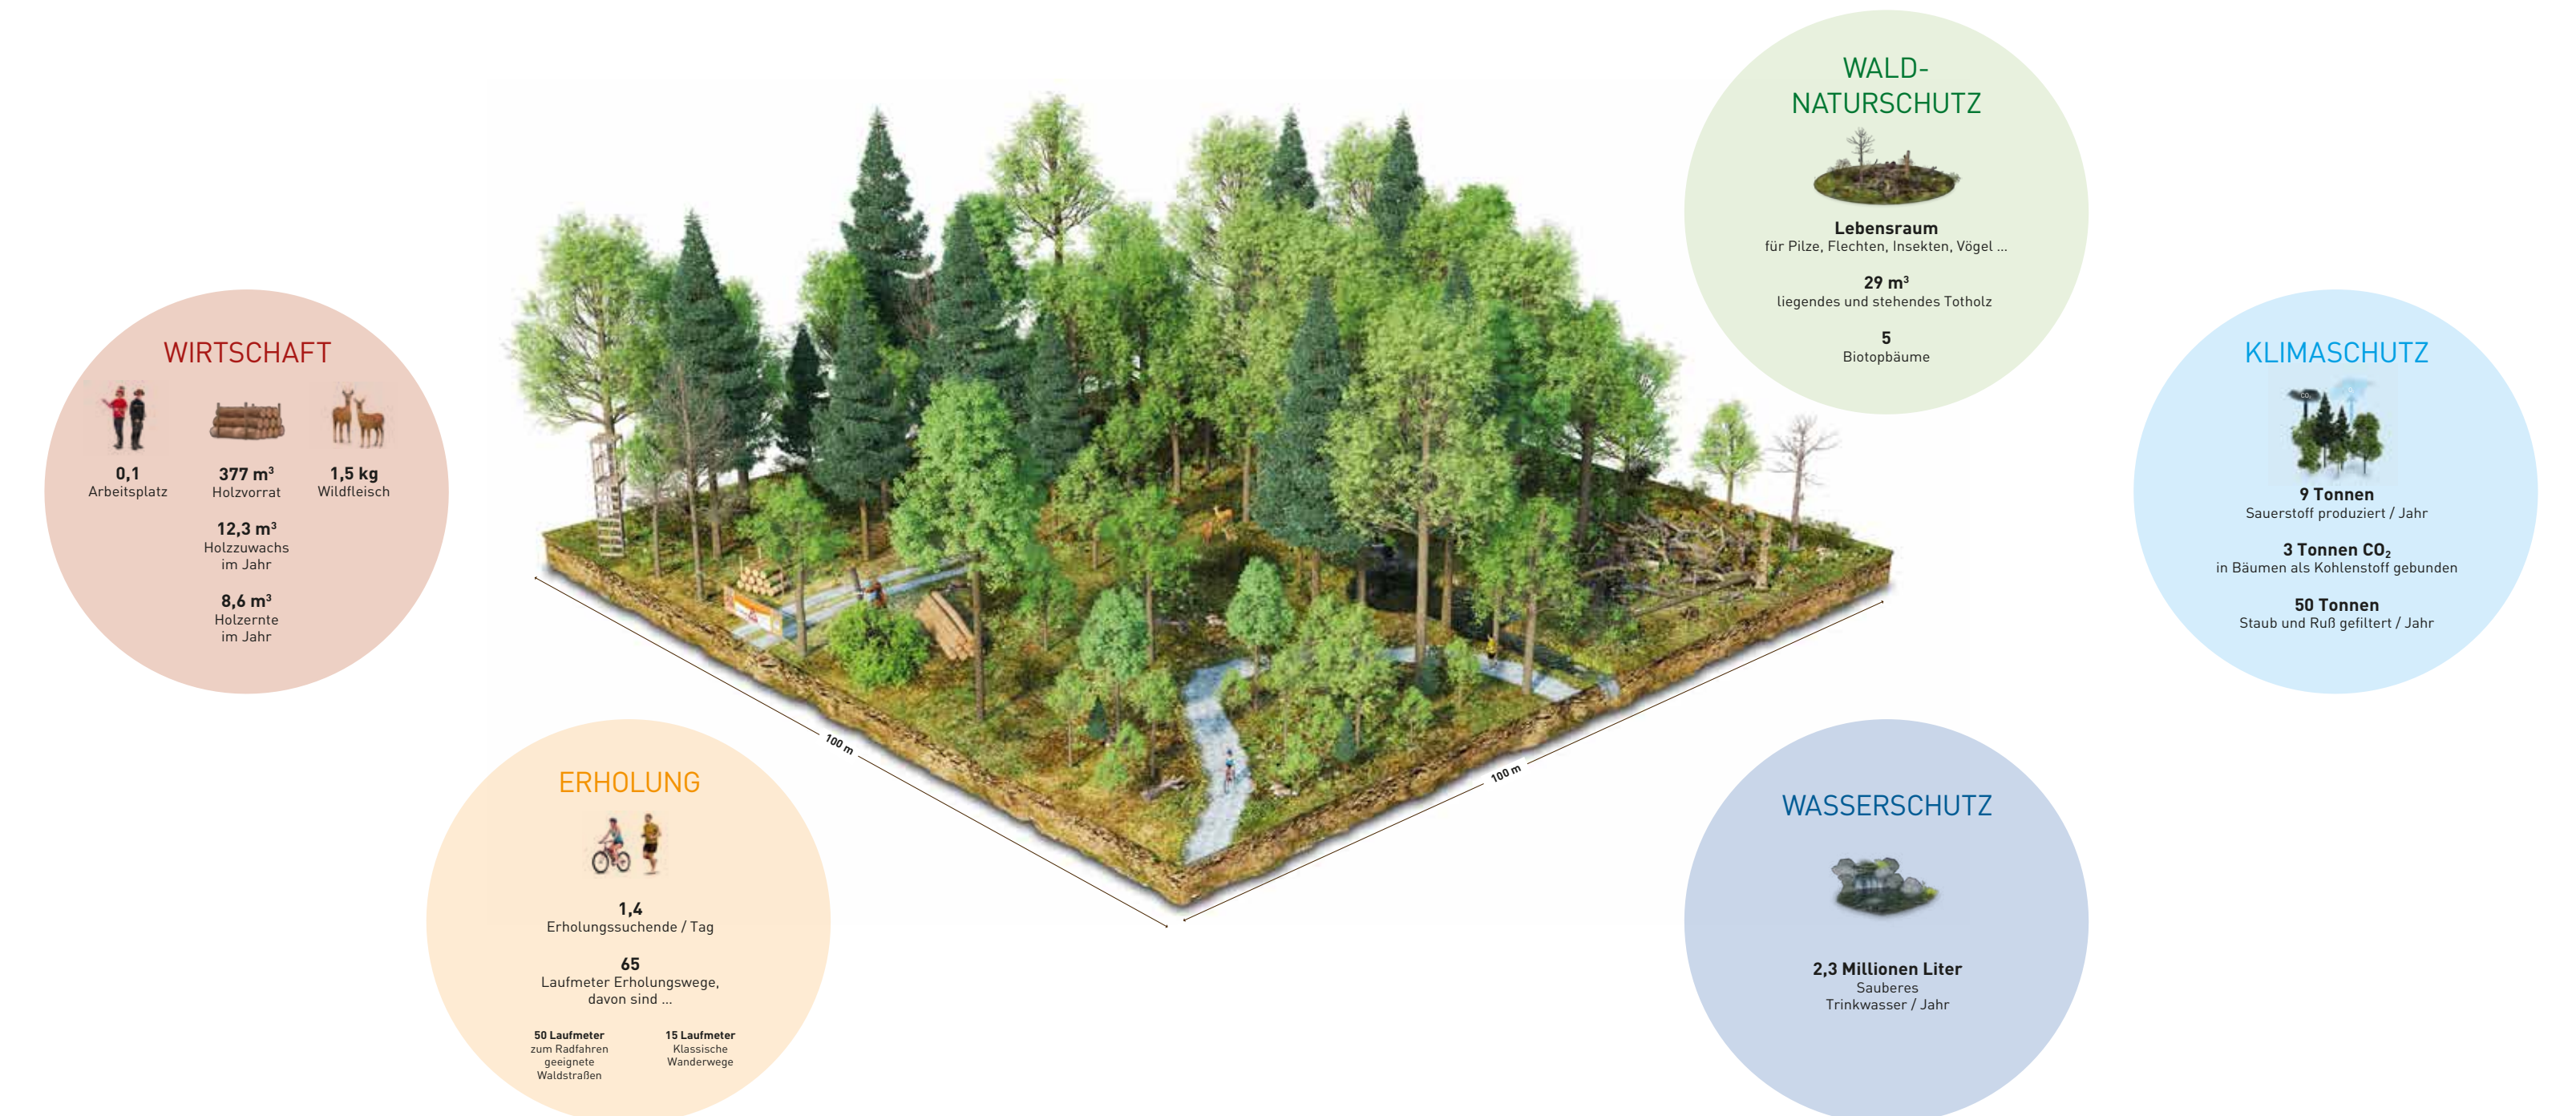 WALD-
NATURSCHUTZ
Lebensraum
für Pilze, Flechten, Insekten, Vögel ...
29 m³
liegendes und stehendes Totholz
5
Biotopbäume
WIRTSCHAFT
0,1
Arbeitsplatz
377 m³
Holzvorrat
1,5 kg
Wildfleisch
12,3 m³
Holzzuwachs
im Jahr
8,6 m³
Holzernte
im Jahr
KLIMASCHUTZ
CO₂
9 Tonnen
Sauerstoff produziert / Jahr
3 Tonnen CO₂
in Bäumen als Kohlenstoff gebunden
50 Tonnen
Staub und Ruß gefiltert / Jahr
100 m
100 m
ERHOLUNG
1,4
Erholungssuchende / Tag
65
Laufmeter Erholungswege,
davon sind ...
50 Laufmeter
zum Radfahren
geeignete
Waldstraßen
15 Laufmeter
Klassische
Wanderwege
WASSERSCHUTZ
2,3 Millionen Liter
Sauberes
Trinkwasser / Jahr